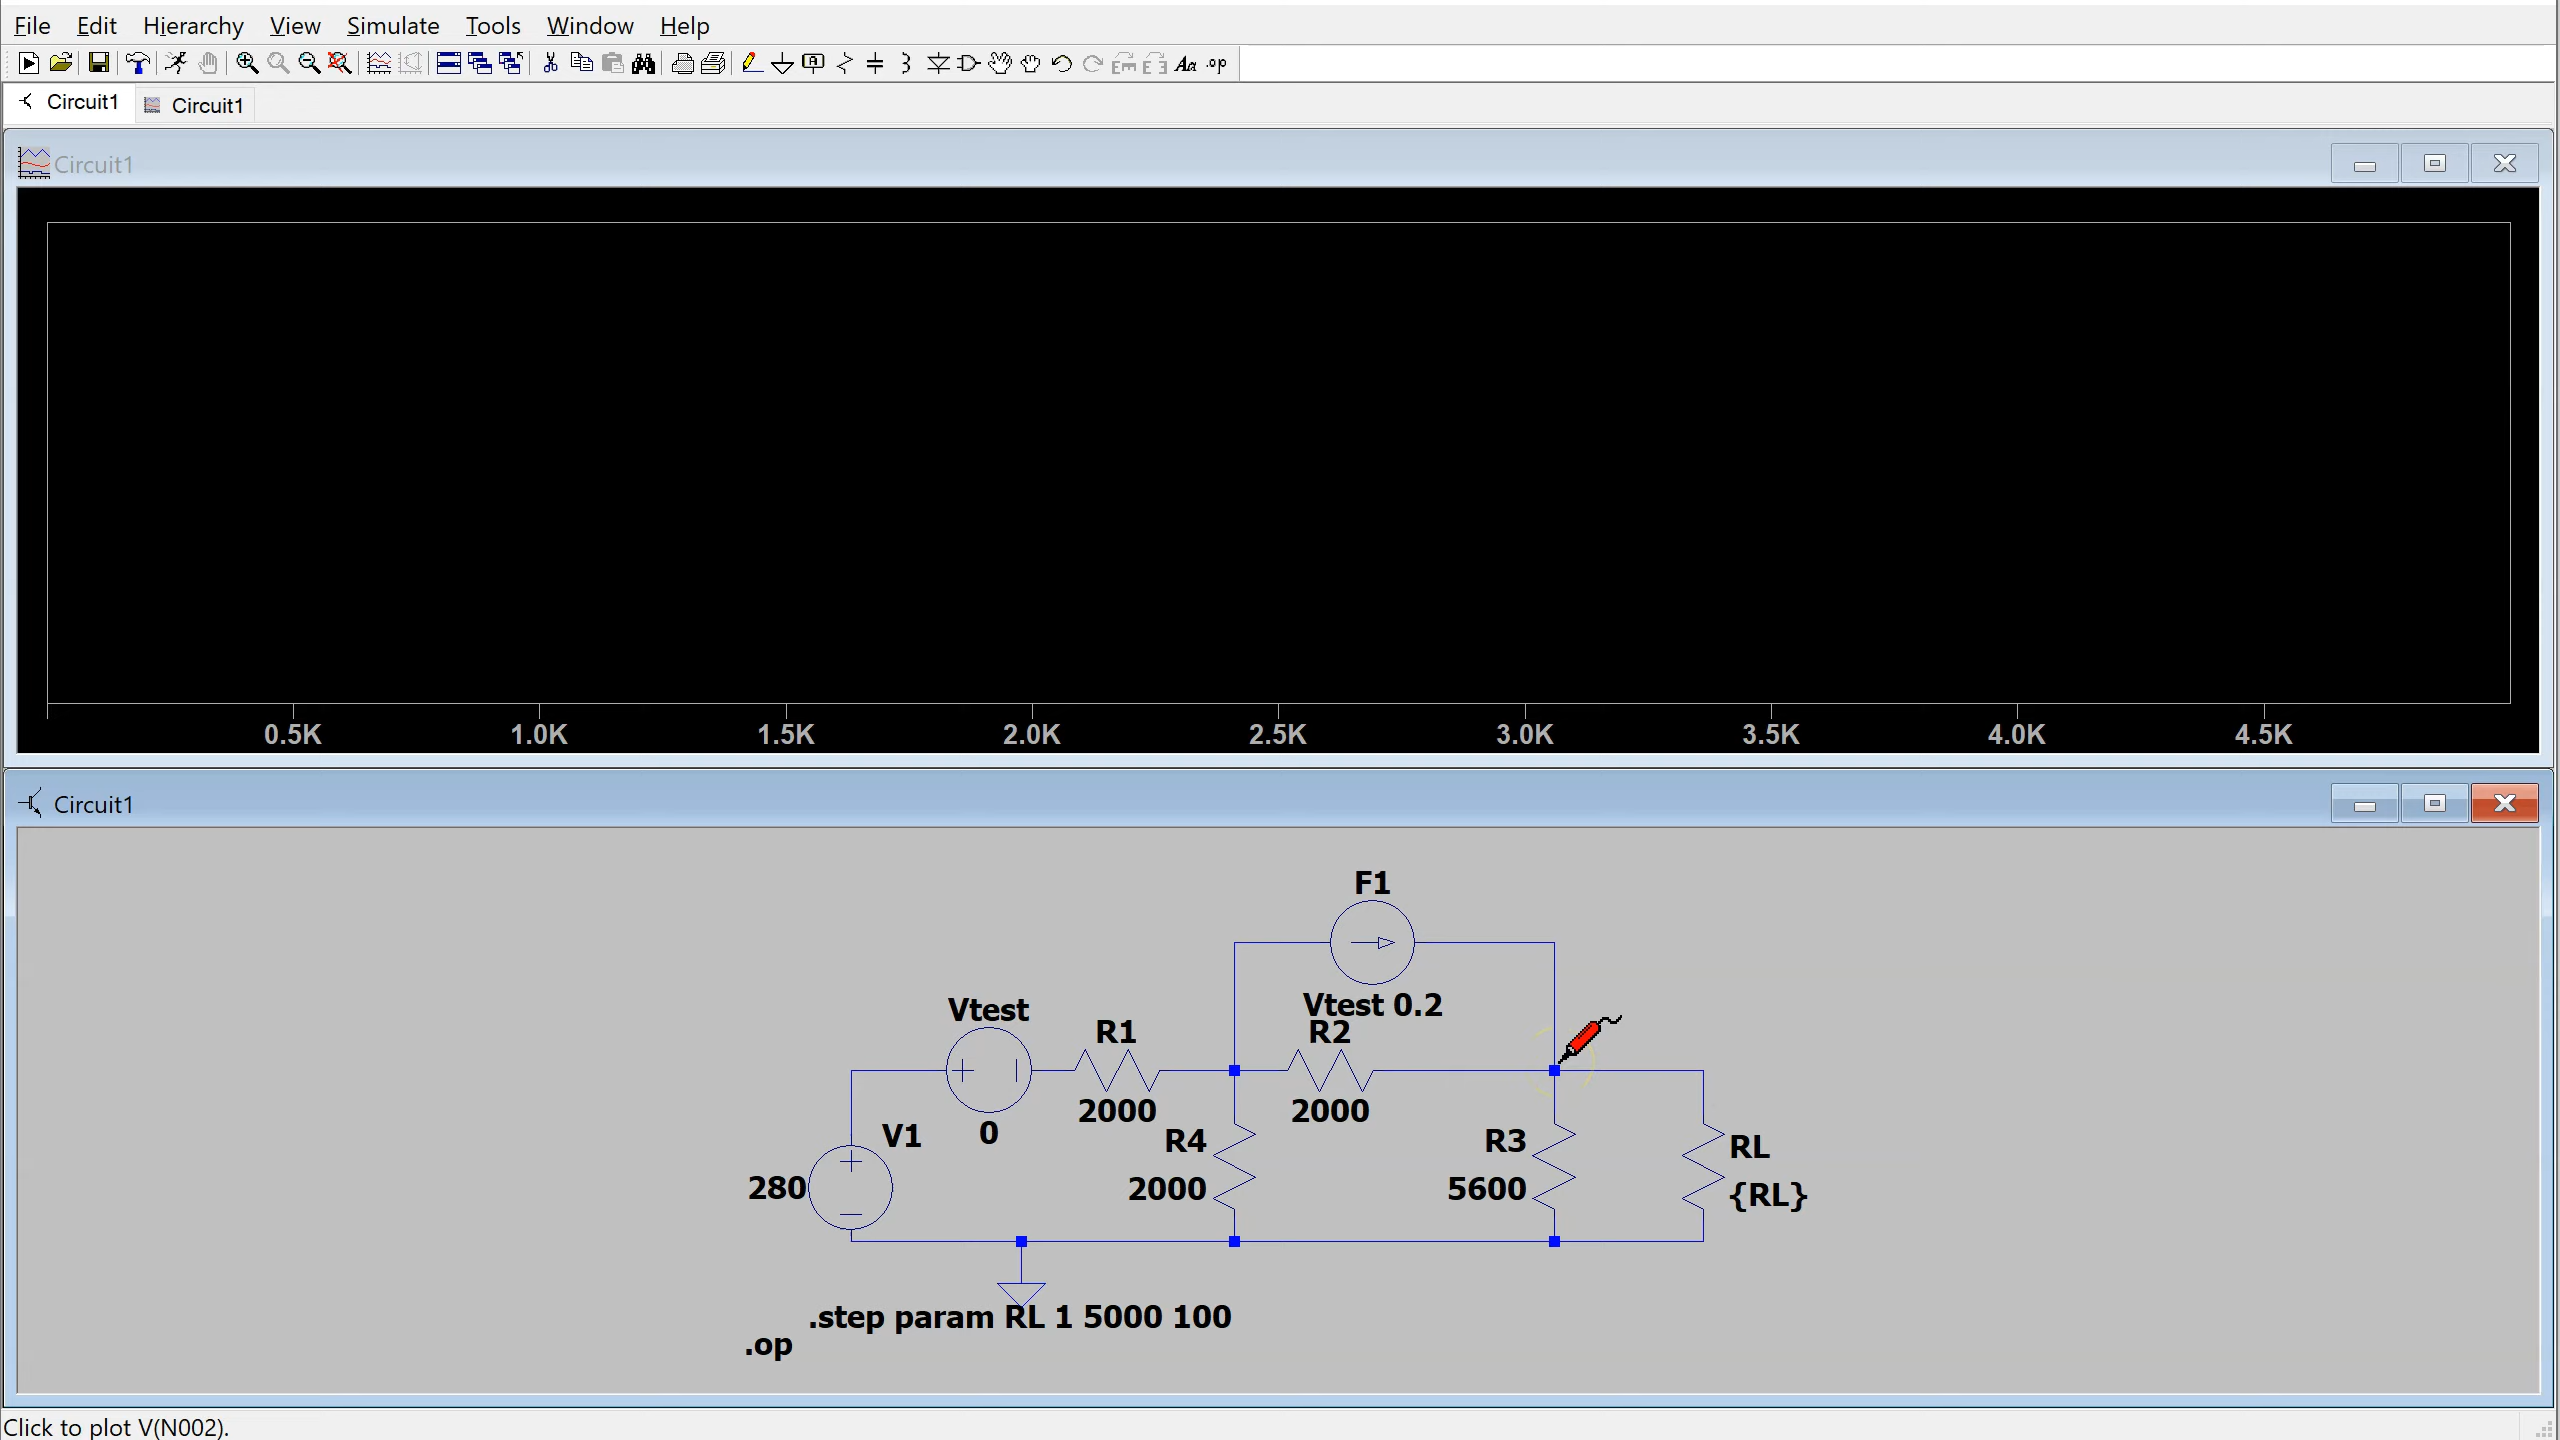 File Edit Hierarchy View Simulate Tools Window Help
Aa .op
Circuit1 Circuit1
Circuit1
0.5K 1.0K 1.5K 2.0K 2.5K 3.0K 3.5K 4.0K 4.5K
Circuit1
F1
Vtest Vtest 0.2
R1 R2
2000 2000
V1 0 R4 R3 RL
280 2000 5600 {RL}
.step param RL 1 5000 100
.op
Click to plot V(N002).